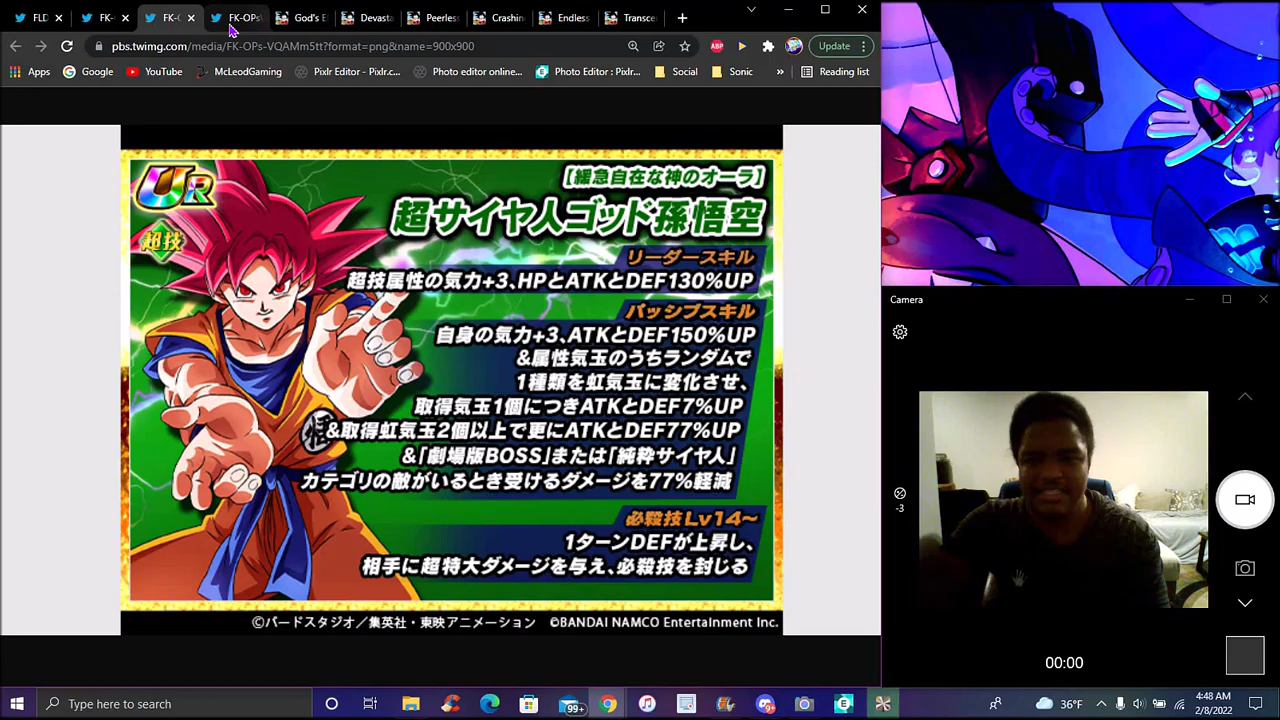 FLD
FK-
FK-(
FK-OPs
God's E
Devasta
Peerless
Crashin
Endless
Transce
pbs.twimg.com/media/FK-OPs-VQAMm5tt?format=png&name=900x900
ABP
Update
Apps
Google
YouTube
McLeodGaming
Pixlr Editor - Pixlr.c...
Photo editor online...
Photo Editor : Pixlr...
Social
Sonic
»
Reading list
UR
超技
【緩急自在な神のオーラ】
超サイヤ人ゴッド孫悟空
リーダースキル
超技属性の気力+3、HPとATKとDEF130%UP
パッシブスキル
自身の気力+3、ATKとDEF150%UP
&属性気玉のうちランダムで
1種類を虹気玉に変化させ、
取得気玉1個につきATKとDEF7%UP
&取得虹気玉2個以上で更にATKとDEF77%UP
&「劇場版BOSS」または「純粋サイヤ人」
カテゴリの敵がいるとき受けるダメージを77%軽減
必殺技Lv14~
1ターンDEFが上昇し、
相手に超特大ダメージを与え、必殺技を封じる
©バードスタジオ/集英社・東映アニメーション ©BANDAI NAMCO Entertainment Inc.
Camera
-3
00:00
Type here to search
99+
36°F
4:48 AM
2/8/2022